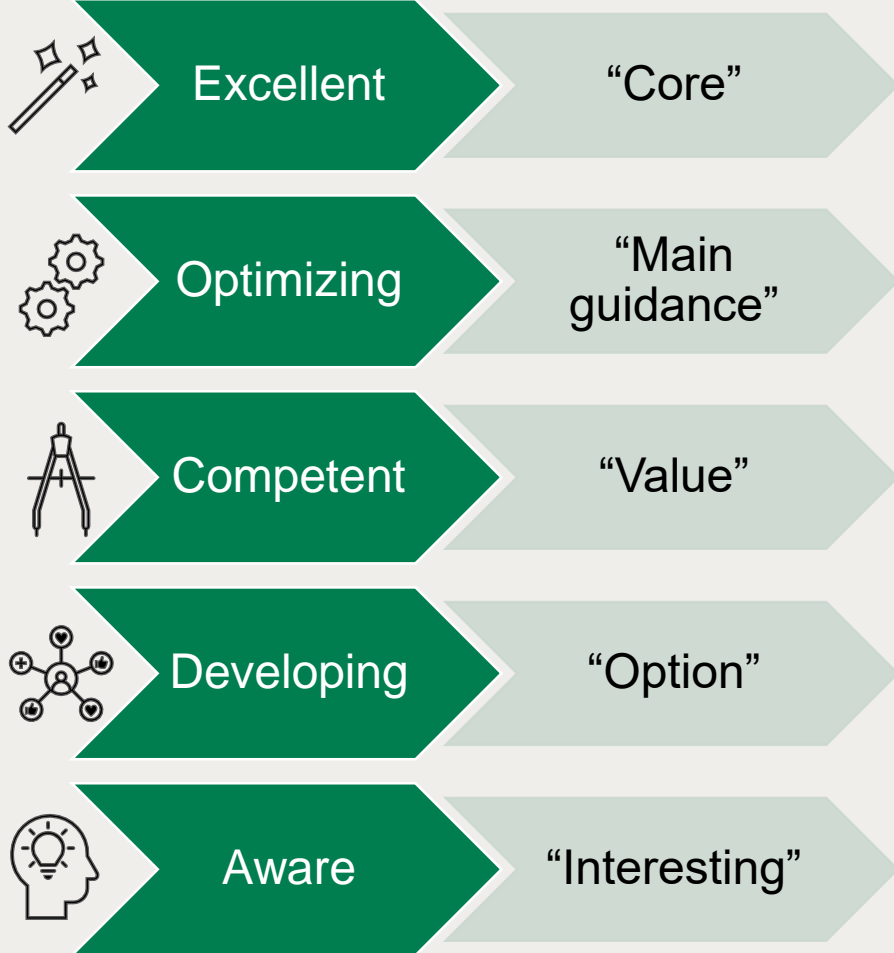 Excellent
“Core”
Optimizing
“Main
guidance”
Competent
“Value”
Developing
“Option”
Aware
“Interesting”